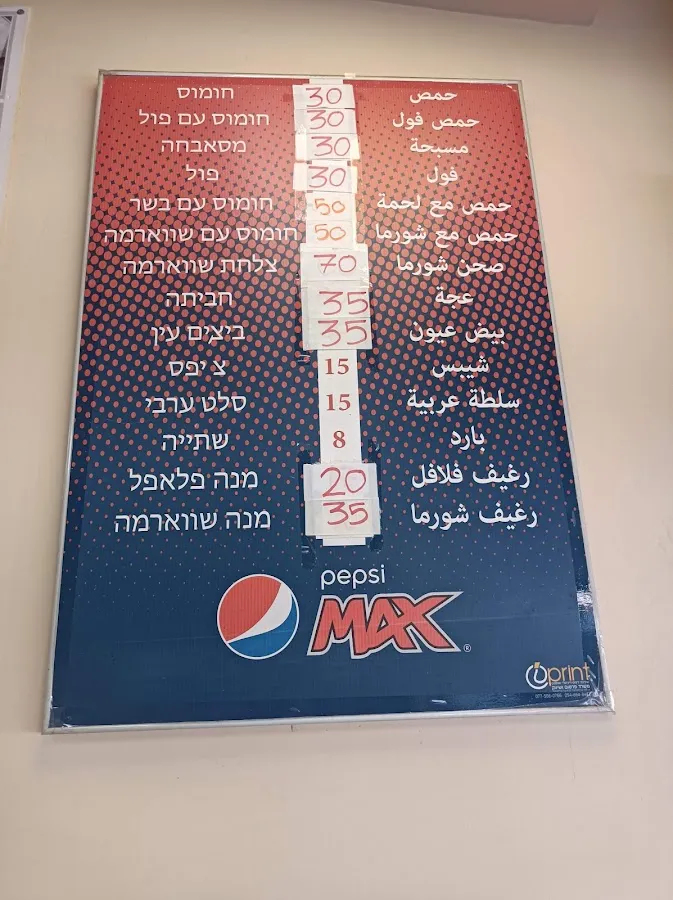 חומוס 30 حمص
חומוס עם פול 30 حمص فول
מסאבחה 30 مسبحة
פול 30 فول
חומוס עם בשר 50 حمص مع لحمة
חומוס עם שווארמה 50 حمص مع شورما
צלחת שווארמה 70 صحن شورما
חביתה 35 عجة
ביצים עין 35 بيض عيون
צ'יפס 15 شيبس
סלט ערבי 15 سلطة عربية
שתייה 8 بارد
מנה פלאפל 20 رغيف فلافل
מנה שווארמה 35 رغيف شورما
pepsi
MAX ®
iprint